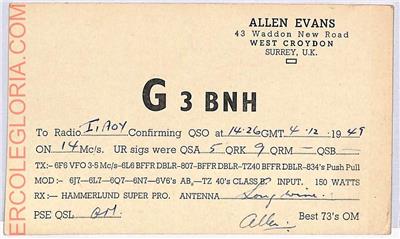 ALLEN EVANS
43 Waddon New Road
WEST CROYDON
SURREY, U.K.
G 3 BNH
To Radio I1AOY Confirming QSO at 14.26 GMT 4.12 1949
ON 14 Mc/s. UR sigs were QSA 5 QRK 9 QRM — QSB —
TX:- 6F6 VFO 3·5 Mc/s-6L6 BFFR DBLR-807-BFFR DBLR-TZ40 BFFR DBLR-834's Push Pull
MOD:- 6J7-6L7-6Q7-6N7-6V6's AB2-TZ 40's CLASS B. INPUT. 150 WATTS
RX:- HAMMERLUND SUPER PRO. ANTENNA Long Wire.
PSE QSL OM. Allen. Best 73's OM
ERCOLEGLORIA.COM